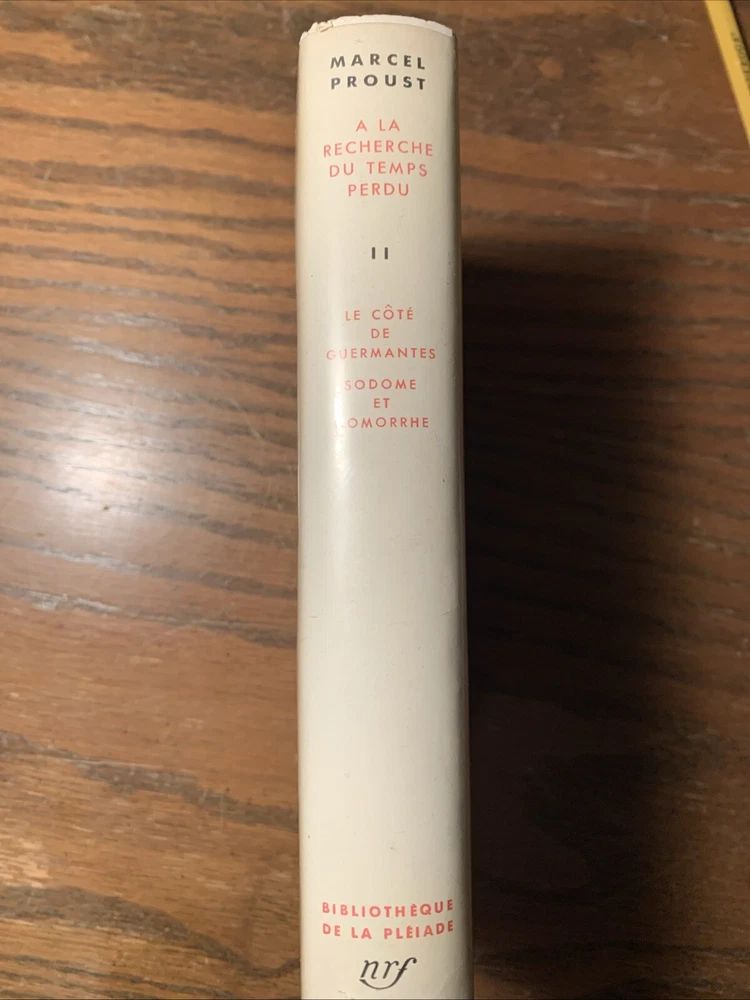 MARCEL
PROUST
A LA
RECHERCHE
DU TEMPS
PERDU
II
LE CÔTÉ
DE
GUERMANTES
SODOME
ET
GOMORRHE
BIBLIOTHÈQUE
DE LA PLÉIADE
nrf